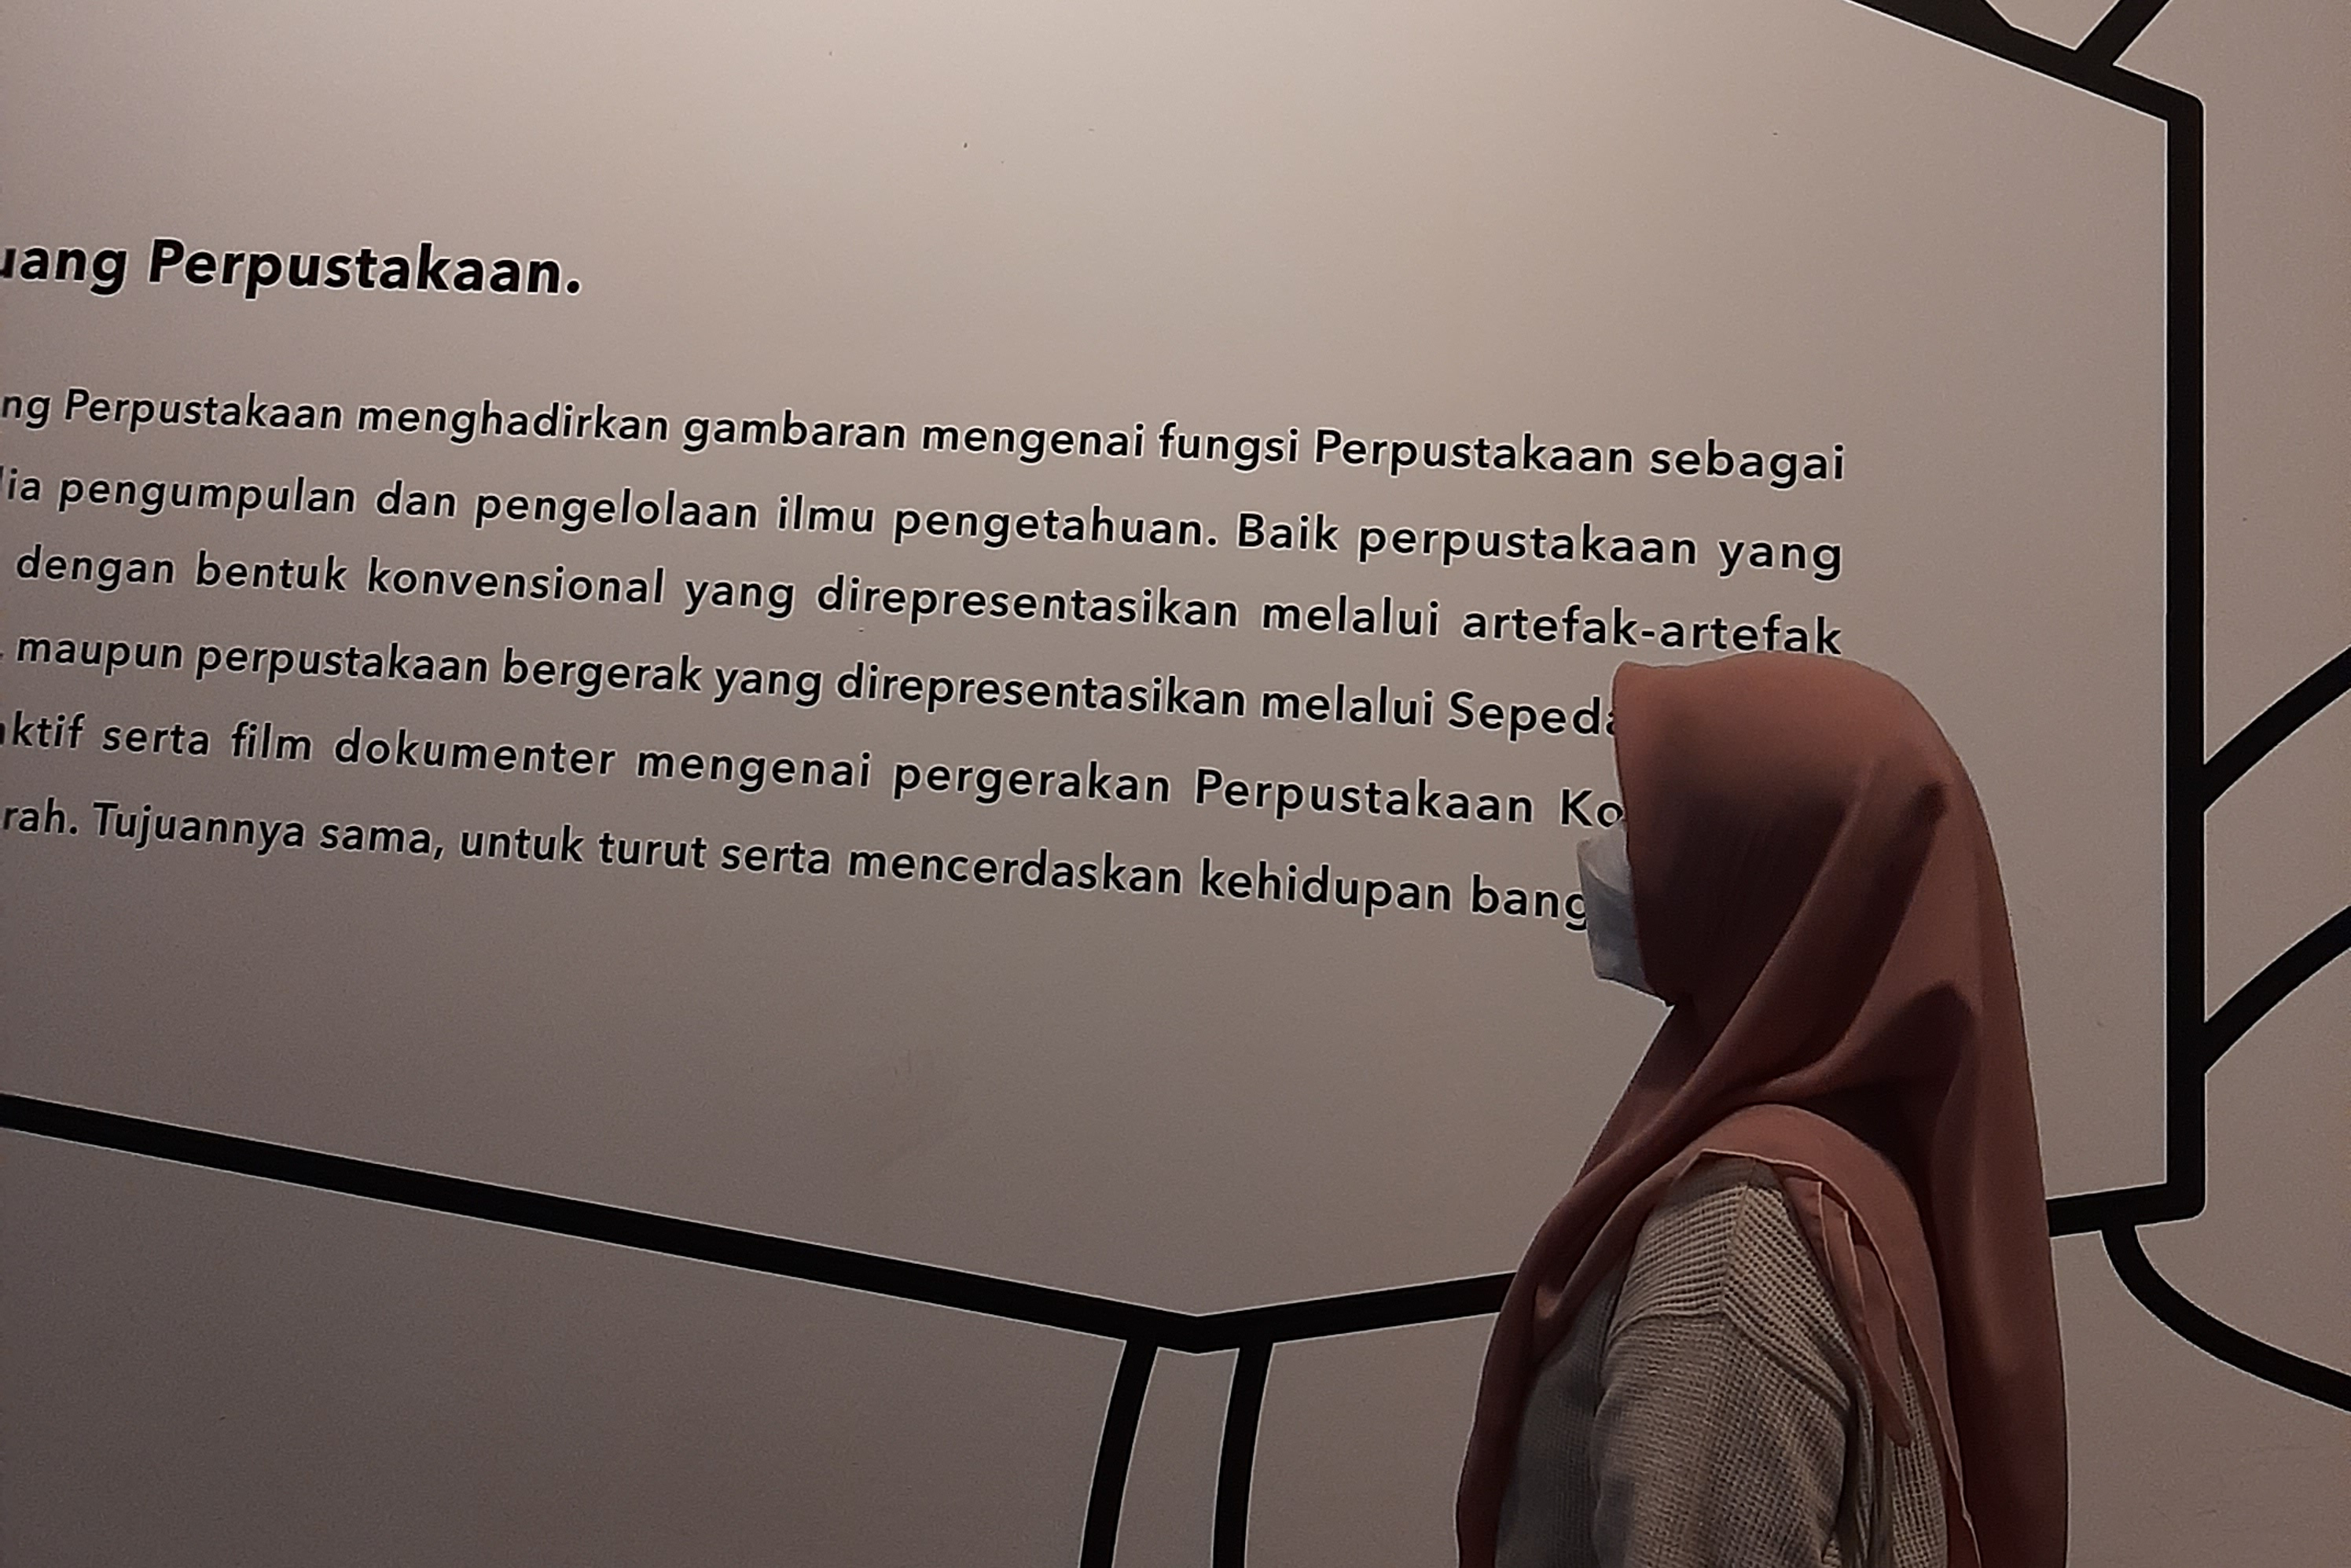 uang Perpustakaan.
ng Perpustakaan menghadirkan gambaran mengenai fungsi Perpustakaan sebagai
ia pengumpulan dan pengelolaan ilmu pengetahuan. Baik perpustakaan yang
dengan bentuk konvensional yang direpresentasikan melalui artefak-artefak
maupun perpustakaan bergerak yang direpresentasikan melalui Sepeda
ktif serta film dokumenter mengenai pergerakan Perpustakaan Ko
rah. Tujuannya sama, untuk turut serta mencerdaskan kehidupan bang